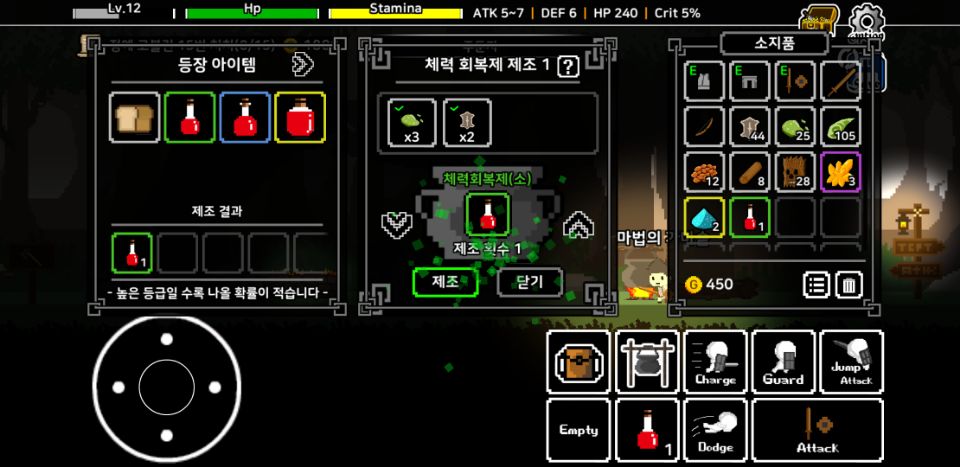 Lv.12
Hp
Stamina
ATK 5~7 | DEF 6 | HP 240 | Crit 5%
등장 아이템
체력 회복제 제조 1 ?
x3
x2
체력회복제(소)
제조 횟수 1
제조
닫기
제조 결과
1
- 높은 등급일 수록 나올 확률이 적습니다 -
소지품
E
E
E
44
25
105
12
8
28
3
2
1
G 450
마법의
Charge
Guard
Jump Attack
Empty
1
Dodge
Attack